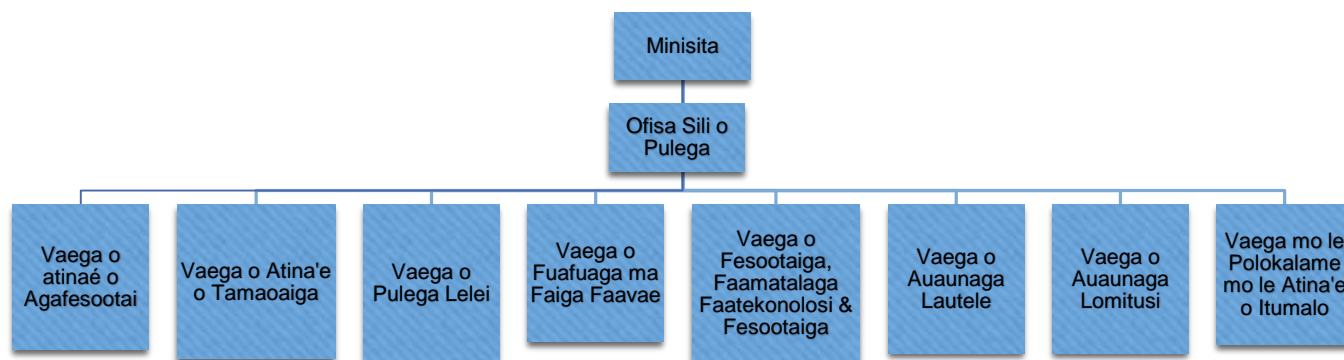 Minisita
Ofisa Sili o
Pulega
Vaega o
atinaé o
Agafesootai
Vaega o Atina'e
o Tamaoaiga
Vaega o
Pulega Lelei
Vaega o
Fuafuaga ma
Faiga Faavae
Vaega o
Fesootaiga,
Faamatalaga
Faatekonolosi &
Fesootaiga
Vaega o
Auaunaga
Lautele
Vaega o
Auaunaga
Lomitusi
Vaega mo le
Polokalame
mo le Atina'e
o Itumalo